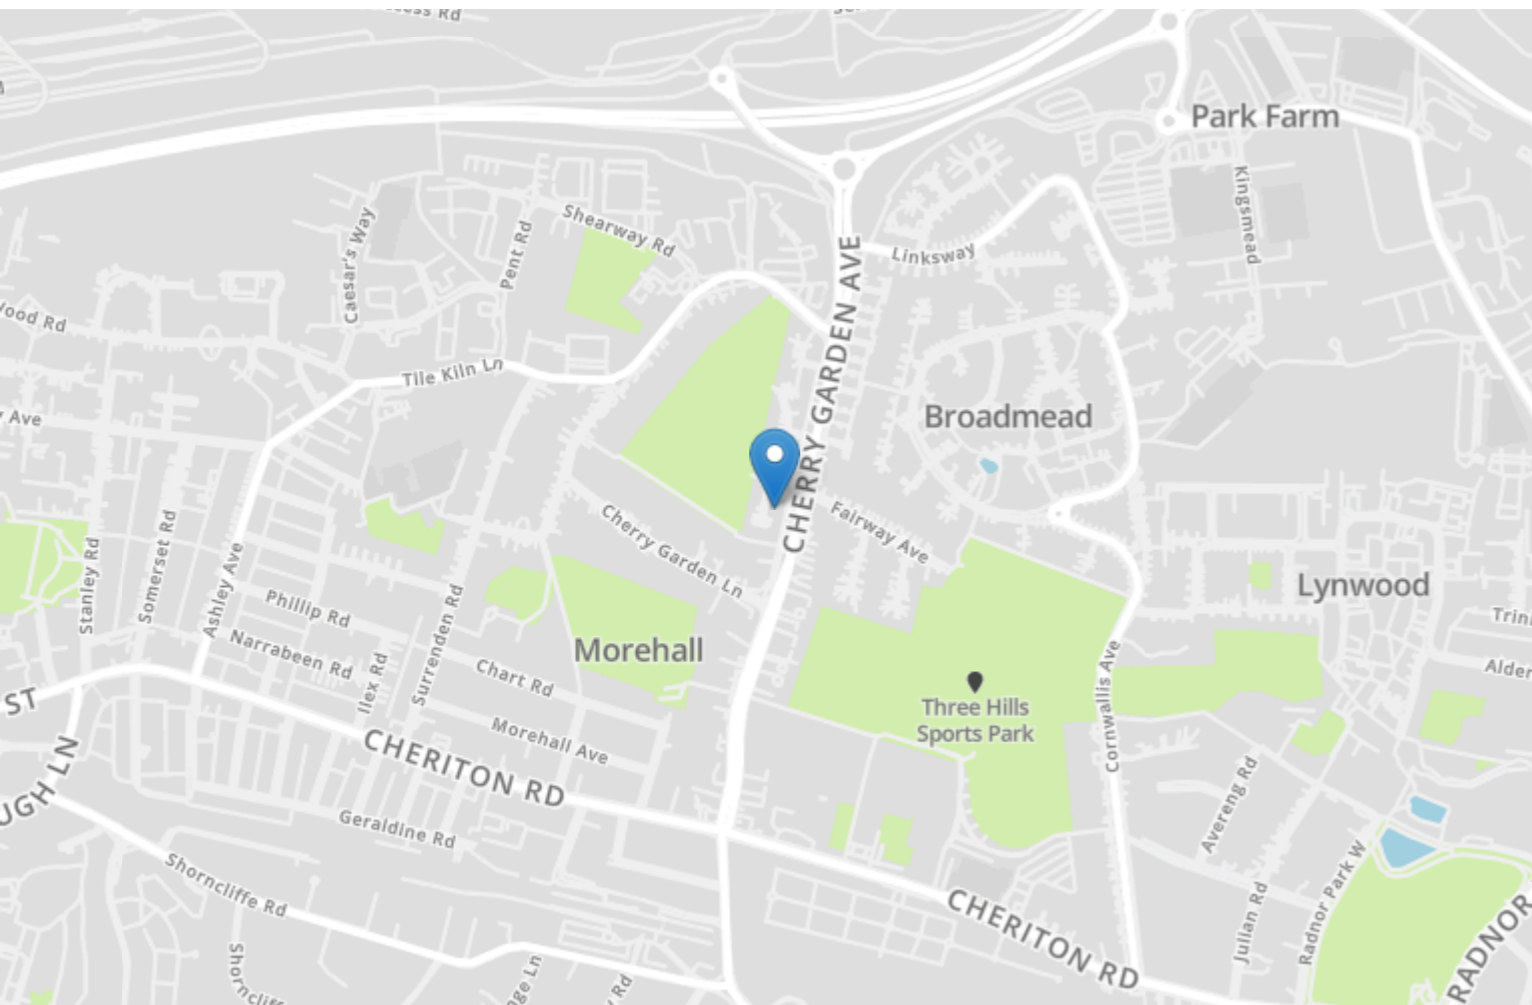 Park Farm
Kingsmead
Shearway Rd
Caesar's Way
Pent Rd
Linksway
CHERRY GARDEN AVE
Tile Kiln Ln
Ave
Broadmead
Fairway Ave
Cherry Garden Ln
Stanley Rd
Somerset Rd
Ashley Ave
Phillip Rd
Narrabeen Rd
Ilex Rd
Surrenden Rd
Morehall
Chart Rd
Morehall Ave
Lynwood
Three Hills
Sports Park
Cornwallis Ave
ST
CHERITON RD
Geraldine Rd
Shorncliffe Rd
Avereng Rd
Radnor Park W
Julian Rd
CHERITON RD
RADNOR